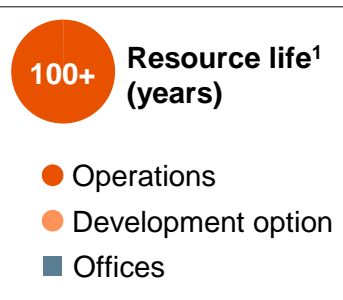 100+
Resource life¹
(years)
Operations
Development option
Offices